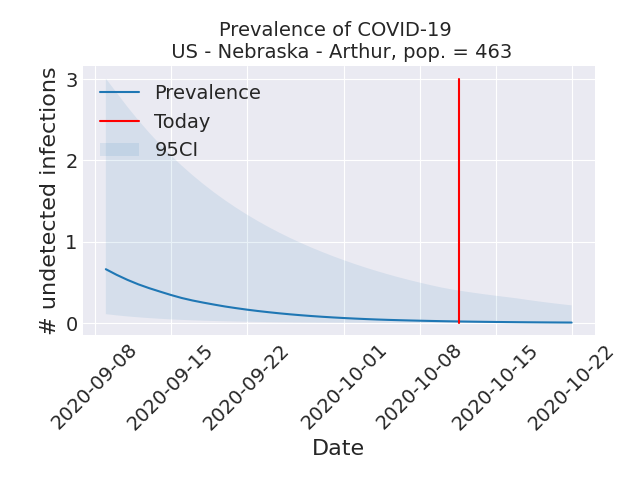 Prevalence of COVID-19
US - Nebraska - Arthur, pop. = 463
# undetected infections
3
2
1
0
Prevalence
Today
95CI
2020-09-08
2020-09-15
2020-09-22
2020-10-01
2020-10-08
2020-10-15
2020-10-22
Date